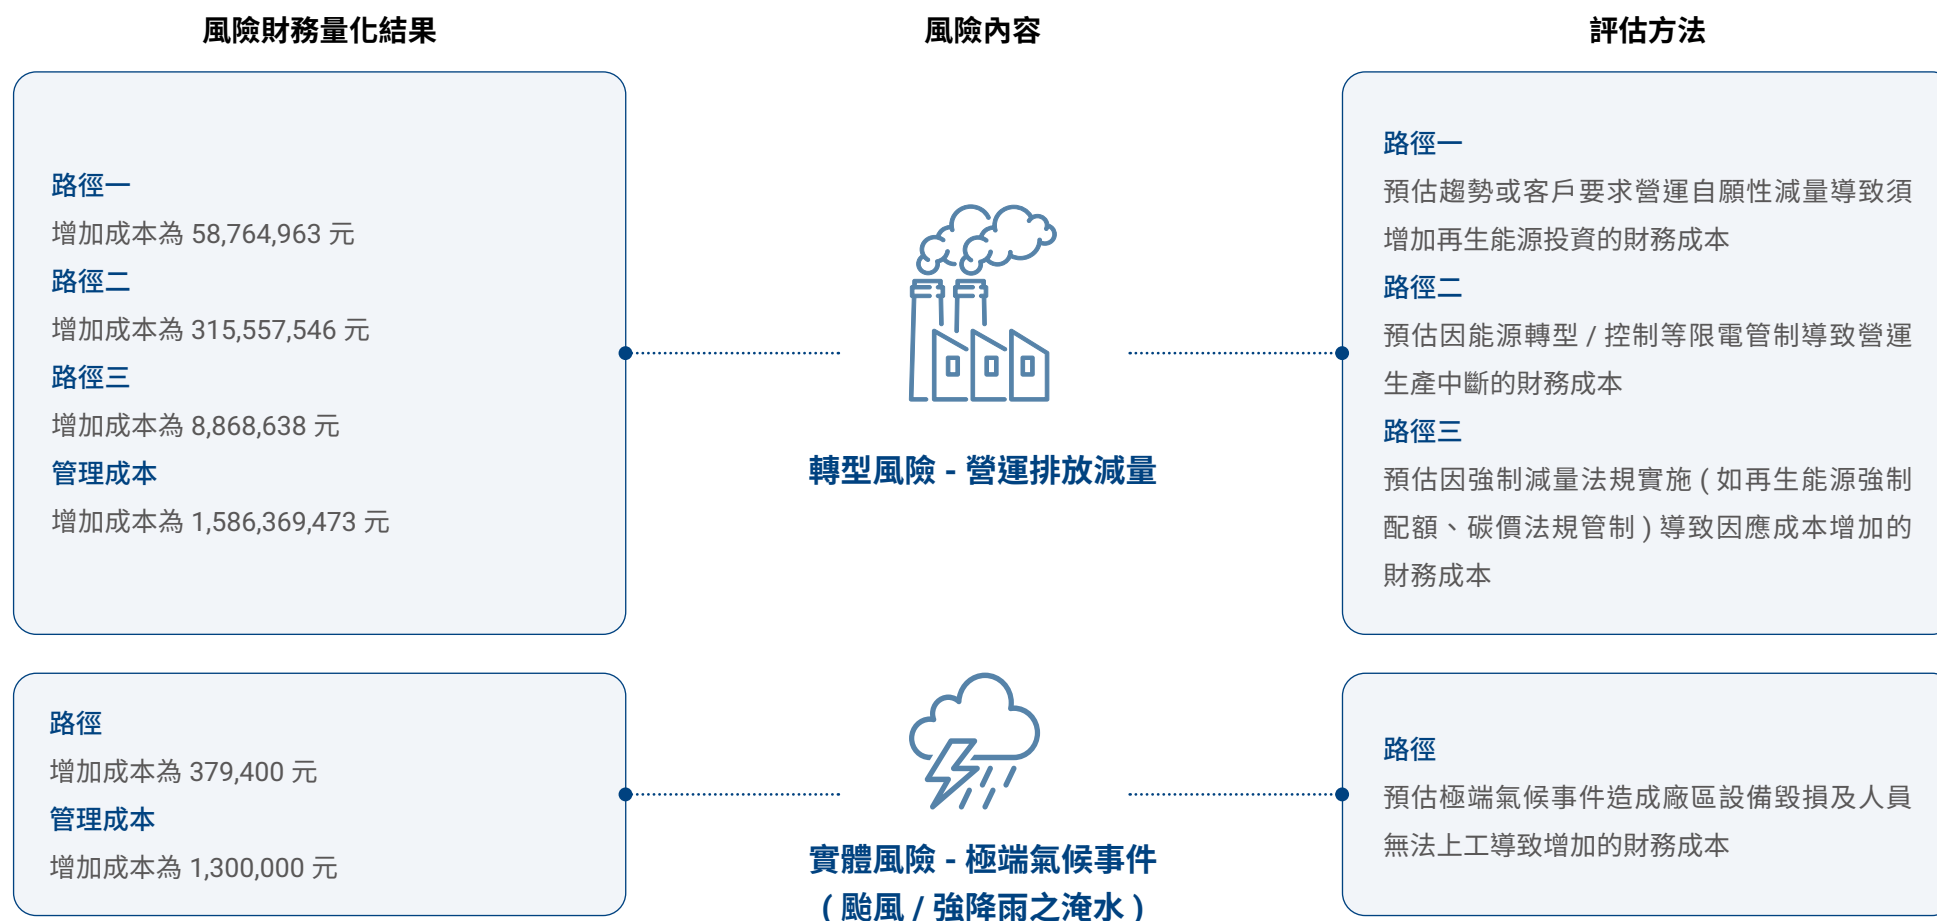 風險財務量化結果
風險內容
評估方法
路徑一
增加成本為 58,764,963 元
路徑二
增加成本為 315,557,546 元
路徑三
增加成本為 8,868,638 元
管理成本
增加成本為 1,586,369,473 元
轉型風險 - 營運排放減量
路徑一
預估趨勢或客戶要求營運自願性減量導致須
增加再生能源投資的財務成本
路徑二
預估因能源轉型 / 控制等限電管制導致營運
生產中斷的財務成本
路徑三
預估因強制減量法規實施 ( 如再生能源強制
配額、碳價法規管制 ) 導致因應成本增加的
財務成本
路徑
增加成本為 379,400 元
管理成本
增加成本為 1,300,000 元
實體風險 - 極端氣候事件
( 颱風 / 強降雨之淹水 )
路徑
預估極端氣候事件造成廠區設備毀損及人員
無法上工導致增加的財務成本